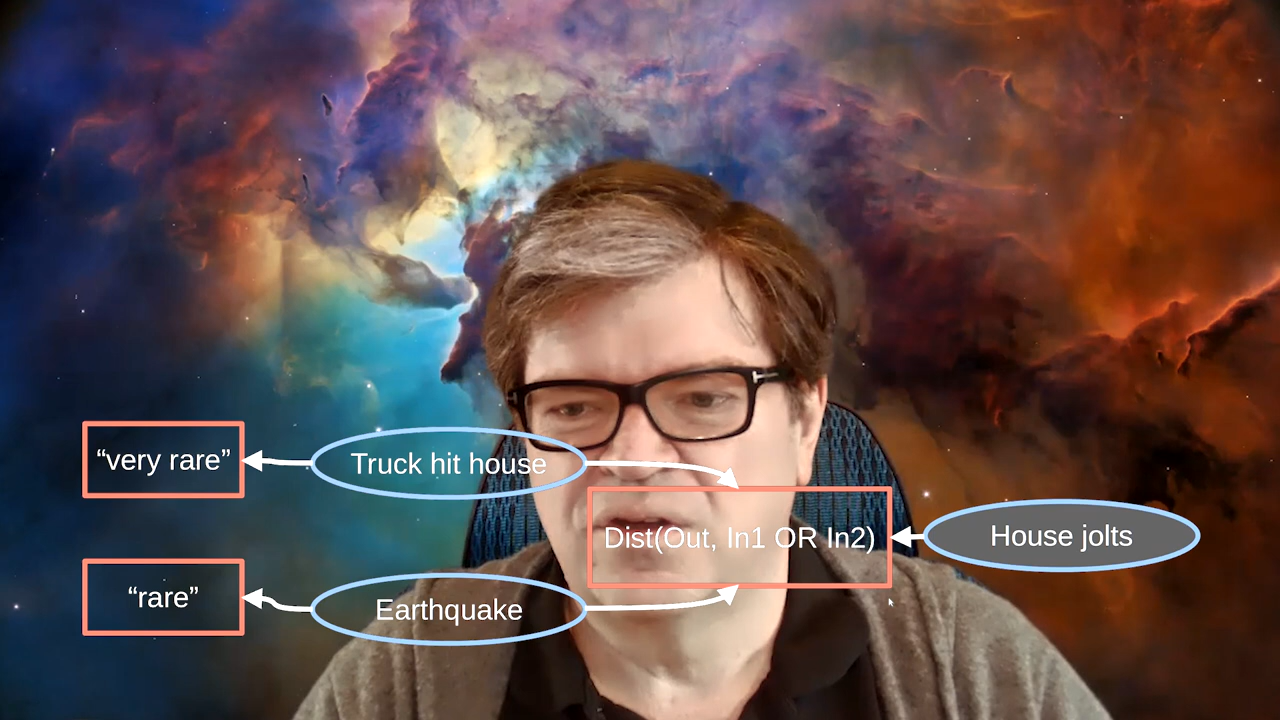 “very rare”
Truck hit house
Dist(Out, In1 OR In2)
House jolts
“rare”
Earthquake